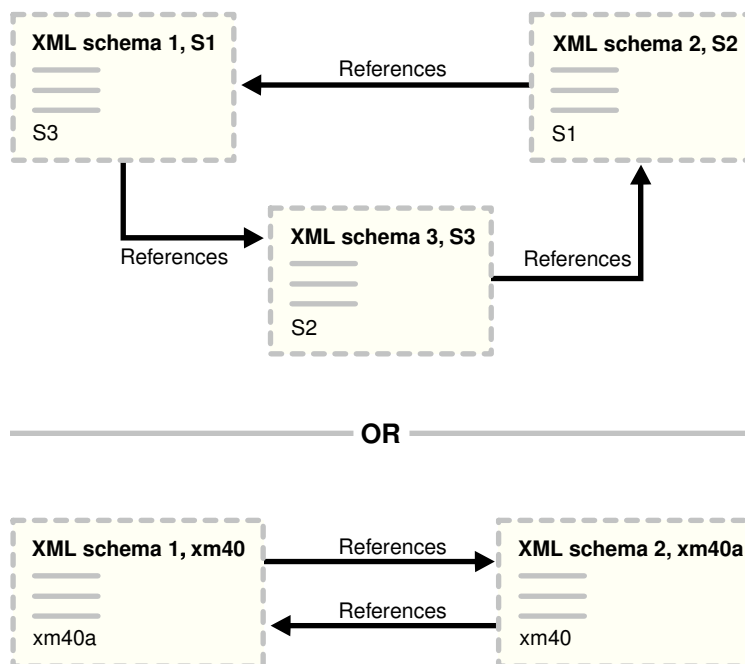 XML schema 1, S1
S3
References
XML schema 2, S2
S1
References
XML schema 3, S3
S2
References
OR
XML schema 1, xm40
xm40a
References
References
XML schema 2, xm40a
xm40